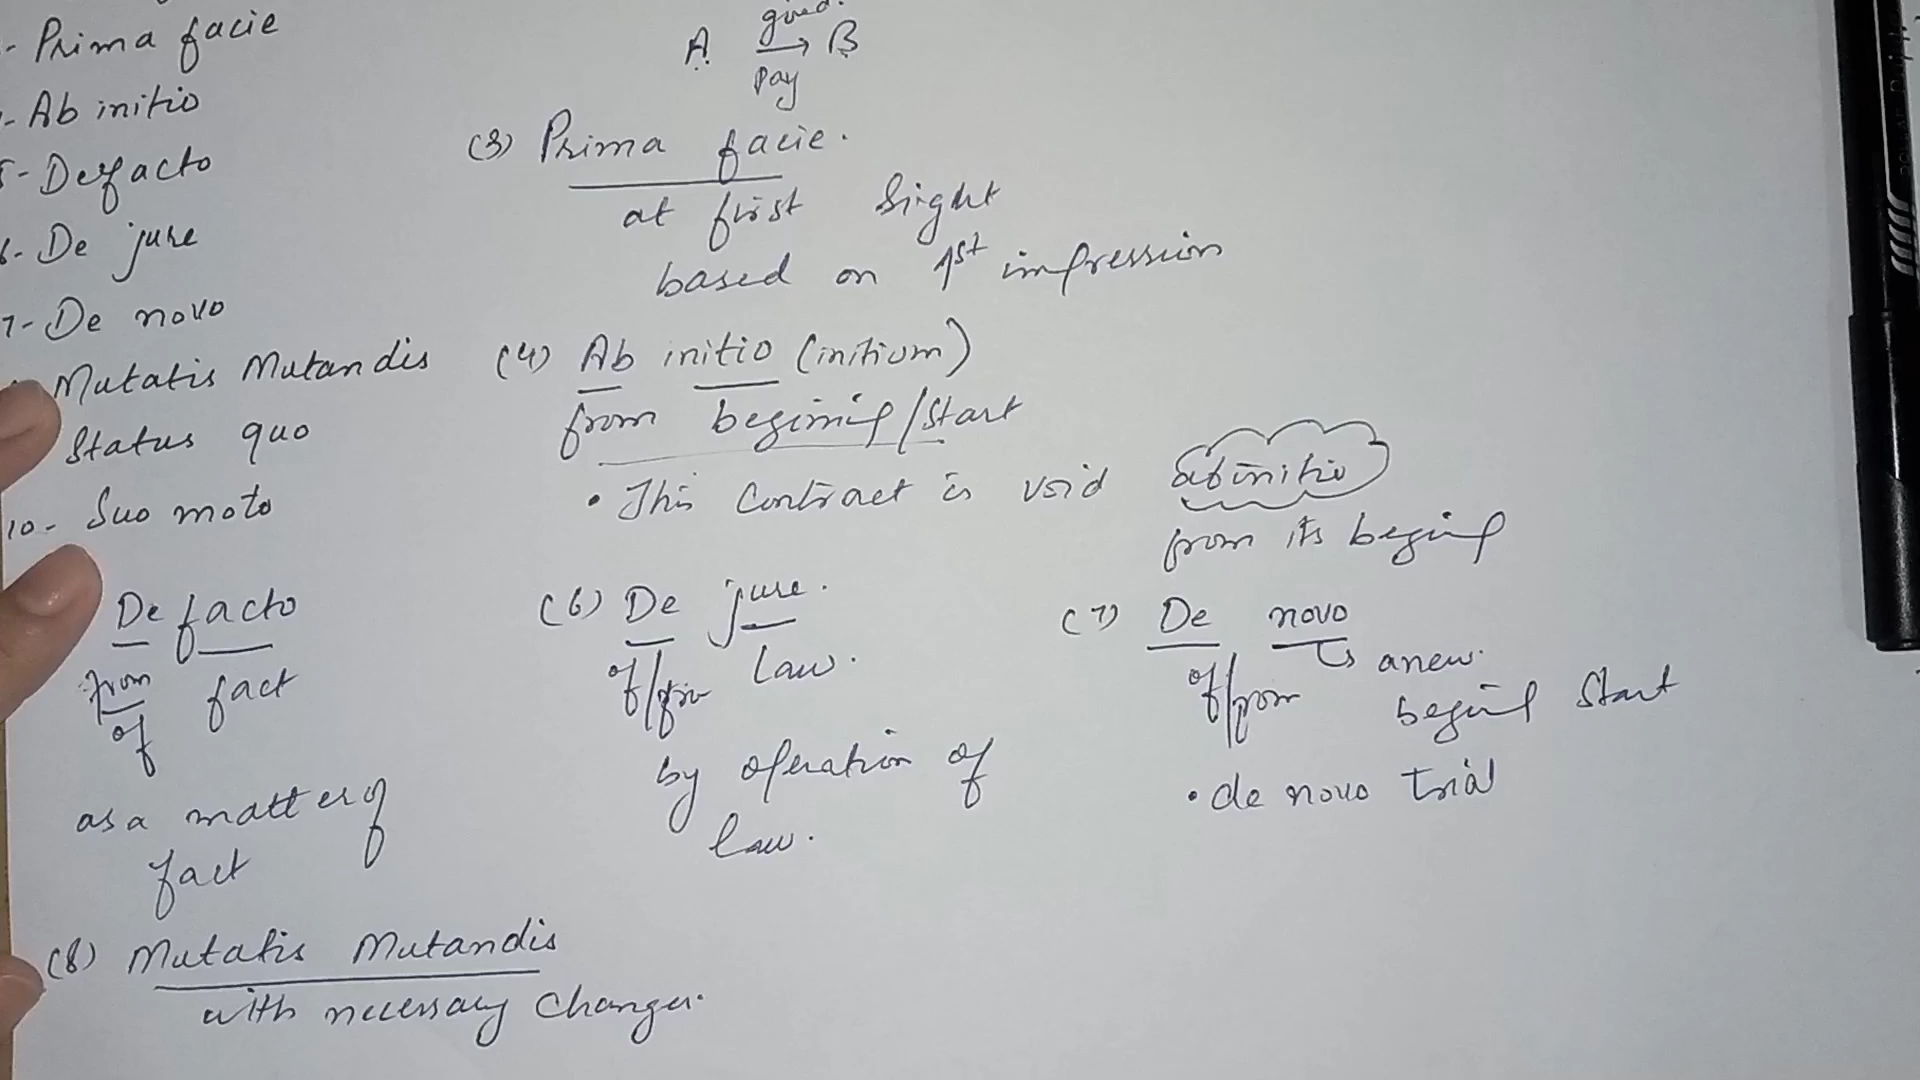 - Prima facie
- Ab initio
5- Defacto
6- De jure
7- De novo
Mutatis Mutandis
Status quo
10- Suo moto
A → B
good.
Pay
(3) Prima facie.
at first sight
based on 1st impression
(4) Ab initio (initium)
from begining/start
• This contract is void abinitio
from its begining
De facto
from fact
of
as a matter of
fact
(6) De jure.
of/from law.
by operation of
law.
(7) De novo
of/from anew.
begining start
• de novo trial
(8) Mutatis Mutandis
with necessary changes.